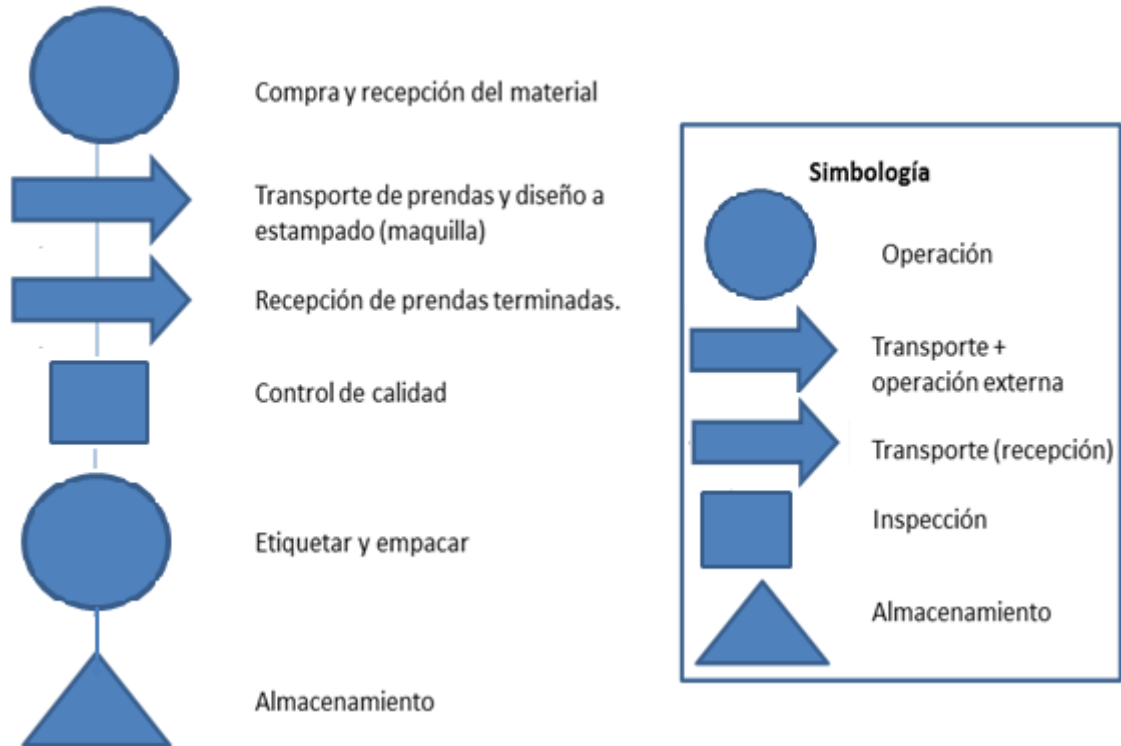 Compra y recepción del material
Transporte de prendas y diseño a
estampado (maquilla)
Recepción de prendas terminadas.
Control de calidad
Etiquetar y empacar
Almacenamiento
Simbología
Operación
Transporte +
operación externa
Transporte (recepción)
Inspección
Almacenamiento